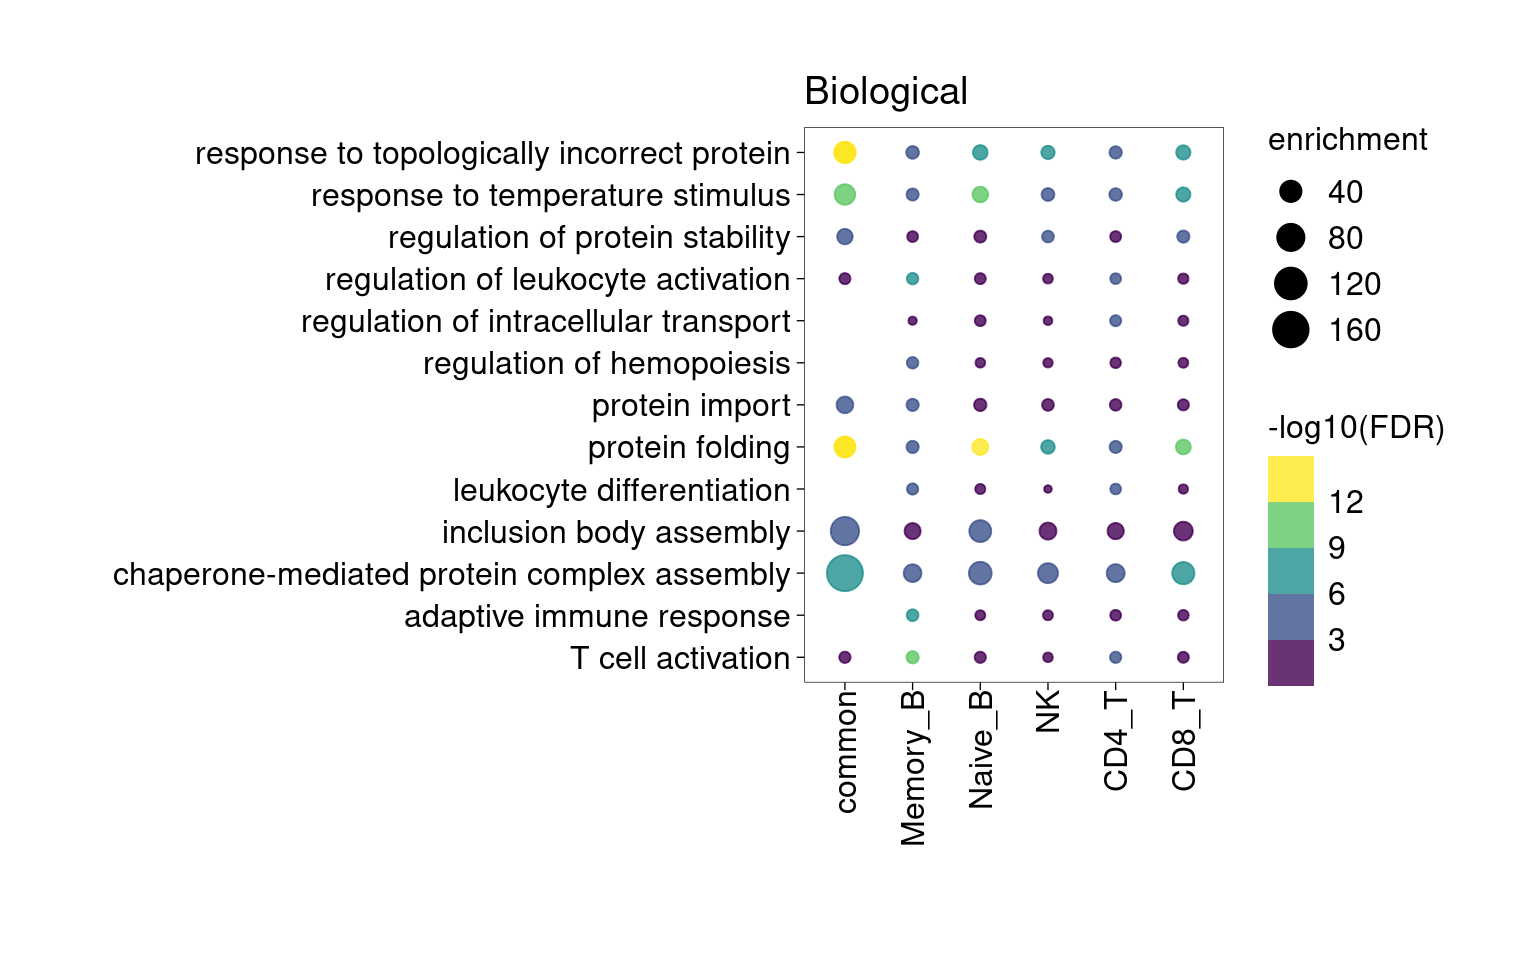 Biological
response to topologically incorrect protein
response to temperature stimulus
regulation of protein stability
regulation of leukocyte activation
regulation of intracellular transport
regulation of hemopoiesis
protein import
protein folding
leukocyte differentiation
inclusion body assembly
chaperone-mediated protein complex assembly
adaptive immune response
T cell activation
common
Memory_B
Naive_B
NK
CD4_T
CD8_T
enrichment
40
80
120
160
-log10(FDR)
12
9
6
3